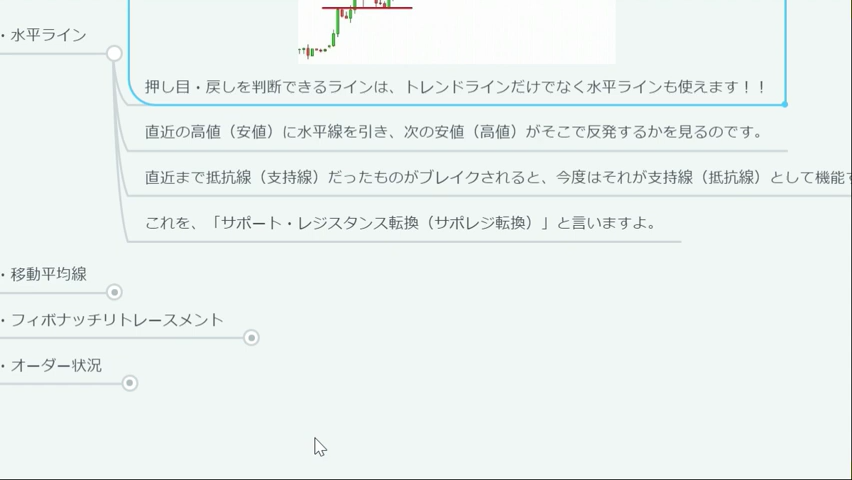 ・水平ライン
押し目・戻しを判断できるラインは、トレンドラインだけでなく水平ラインも使えます！！
直近の高値（安値）に水平線を引き、次の安値（高値）がそこで反発するかを見るのです。
直近まで抵抗線（支持線）だったものがブレイクされると、今度はそれが支持線（抵抗線）として機能す
これを、「サポート・レジスタンス転換（サポレジ転換）」と言いますよ。
・移動平均線
・フィボナッチリトレースメント
・オーダー状況